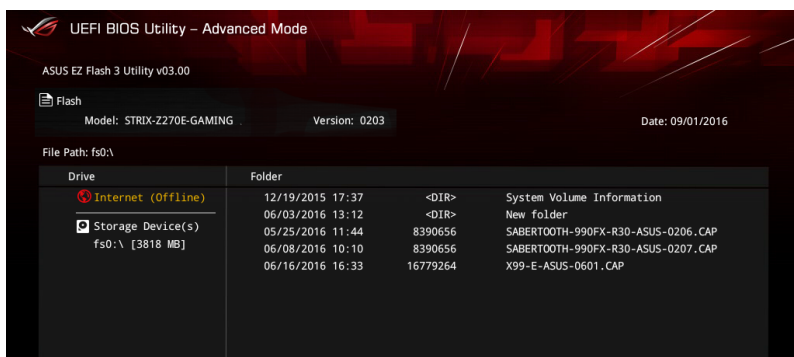 UEFI BIOS Utility – Advanced Mode
ASUS EZ Flash 3 Utility v03.00
Flash
Model: STRIX-Z270E-GAMING . Version: 0203 Date: 09/01/2016
File Path: fs0:\
Drive Folder
Internet (Offline) 12/19/2015 17:37 <DIR> System Volume Information
06/03/2016 13:12 <DIR> New folder
Storage Device(s) 05/25/2016 11:44 8390656 SABERTOOTH-990FX-R30-ASUS-0206.CAP
fs0:\ [3818 MB] 06/08/2016 10:10 8390656 SABERTOOTH-990FX-R30-ASUS-0207.CAP
06/16/2016 16:33 16779264 X99-E-ASUS-0601.CAP